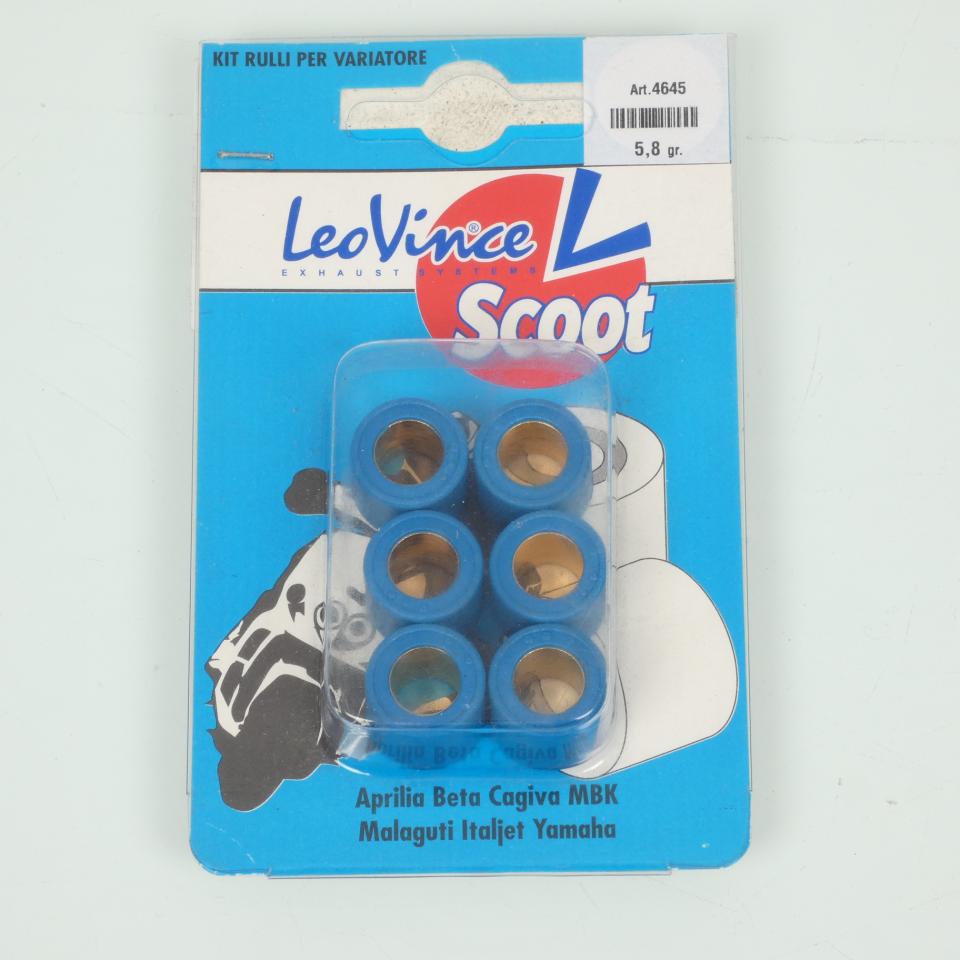 KIT RULLI PER VARIATORE
Art.4645
5,8 gr.
LeoVince®
EXHAUST SYSTEMS
Scoot
Aprilia Beta Cagiva MBK
Malaguti Italjet Yamaha